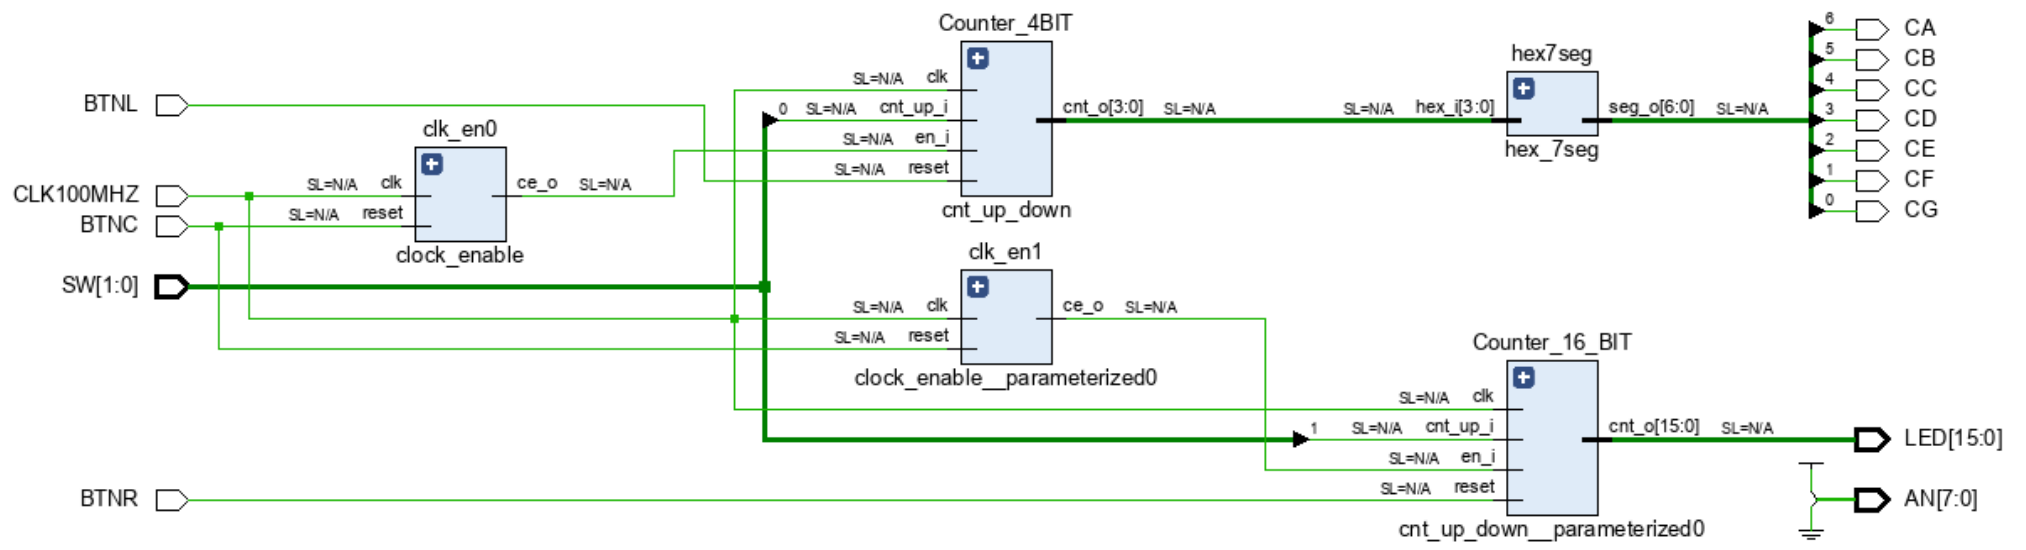 Counter_4BIT
SL=N/A clk
0 SL=N/A cnt_up_i
SL=N/A en_i
SL=N/A reset
cnt_o[3:0] SL=N/A
cnt_up_down
hex7seg
SL=N/A hex_i[3:0]
seg_o[6:0] SL=N/A
hex_7seg
6 CA
5 CB
4 CC
3 CD
2 CE
1 CF
0 CG
BTNL
clk_en0
CLK100MHZ
SL=N/A clk
ce_o SL=N/A
BTNC
SL=N/A reset
clock_enable
SW[1:0]
clk_en1
SL=N/A clk
ce_o SL=N/A
SL=N/A reset
clock_enable__parameterized0
Counter_16_BIT
SL=N/A clk
1 SL=N/A cnt_up_i
SL=N/A en_i
SL=N/A reset
cnt_o[15:0] SL=N/A
LED[15:0]
BTNR
AN[7:0]
cnt_up_down__parameterized0